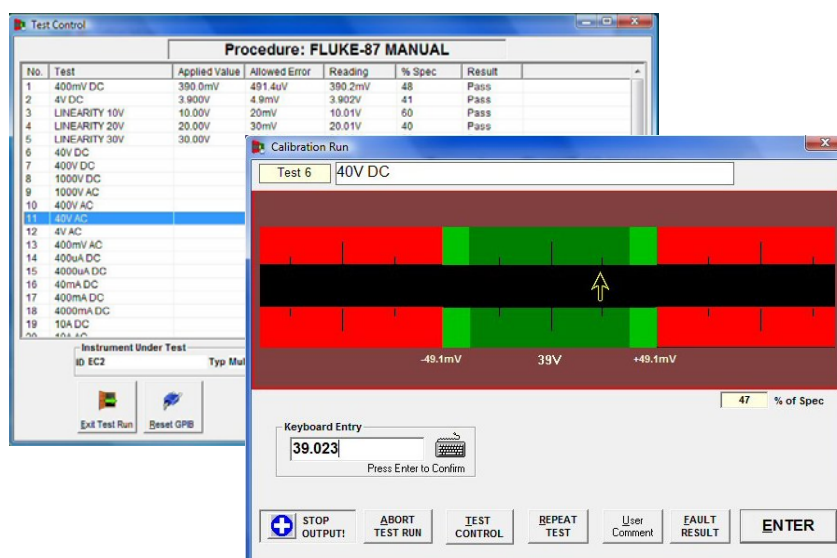 Test Control
Procedure: FLUKE-87 MANUAL
No. Test Applied Value Allowed Error Reading % Spec Result
1 400mV DC 390.0mV 491.4uV 390.2mV 48 Pass
2 4V DC 3.900V 4.9mV 3.902V 41 Pass
3 LINEARITY 10V 10.00V 20mV 10.01V 60 Pass
4 LINEARITY 20V 20.00V 30mV 20.01V 40 Pass
5 LINEARITY 30V 30.00V
6 40V DC
7 400V DC
8 1000V DC
9 1000V AC
10 400V AC
11 40V AC
12 4V AC
13 400mV AC
14 400uA DC
15 4000uA DC
16 40mA DC
17 400mA DC
18 4000mA DC
19 10A DC
20 10A AC
Instrument Under Test
ID EC2 Typ Mul
Exit Test Run Reset GPIB
Calibration Run
Test 6 40V DC
-49.1mV 39V +49.1mV
47 % of Spec
Keyboard Entry
39.023
Press Enter to Confirm
STOP OUTPUT!
ABORT TEST RUN
TEST CONTROL
REPEAT TEST
User Comment
FAULT RESULT
ENTER